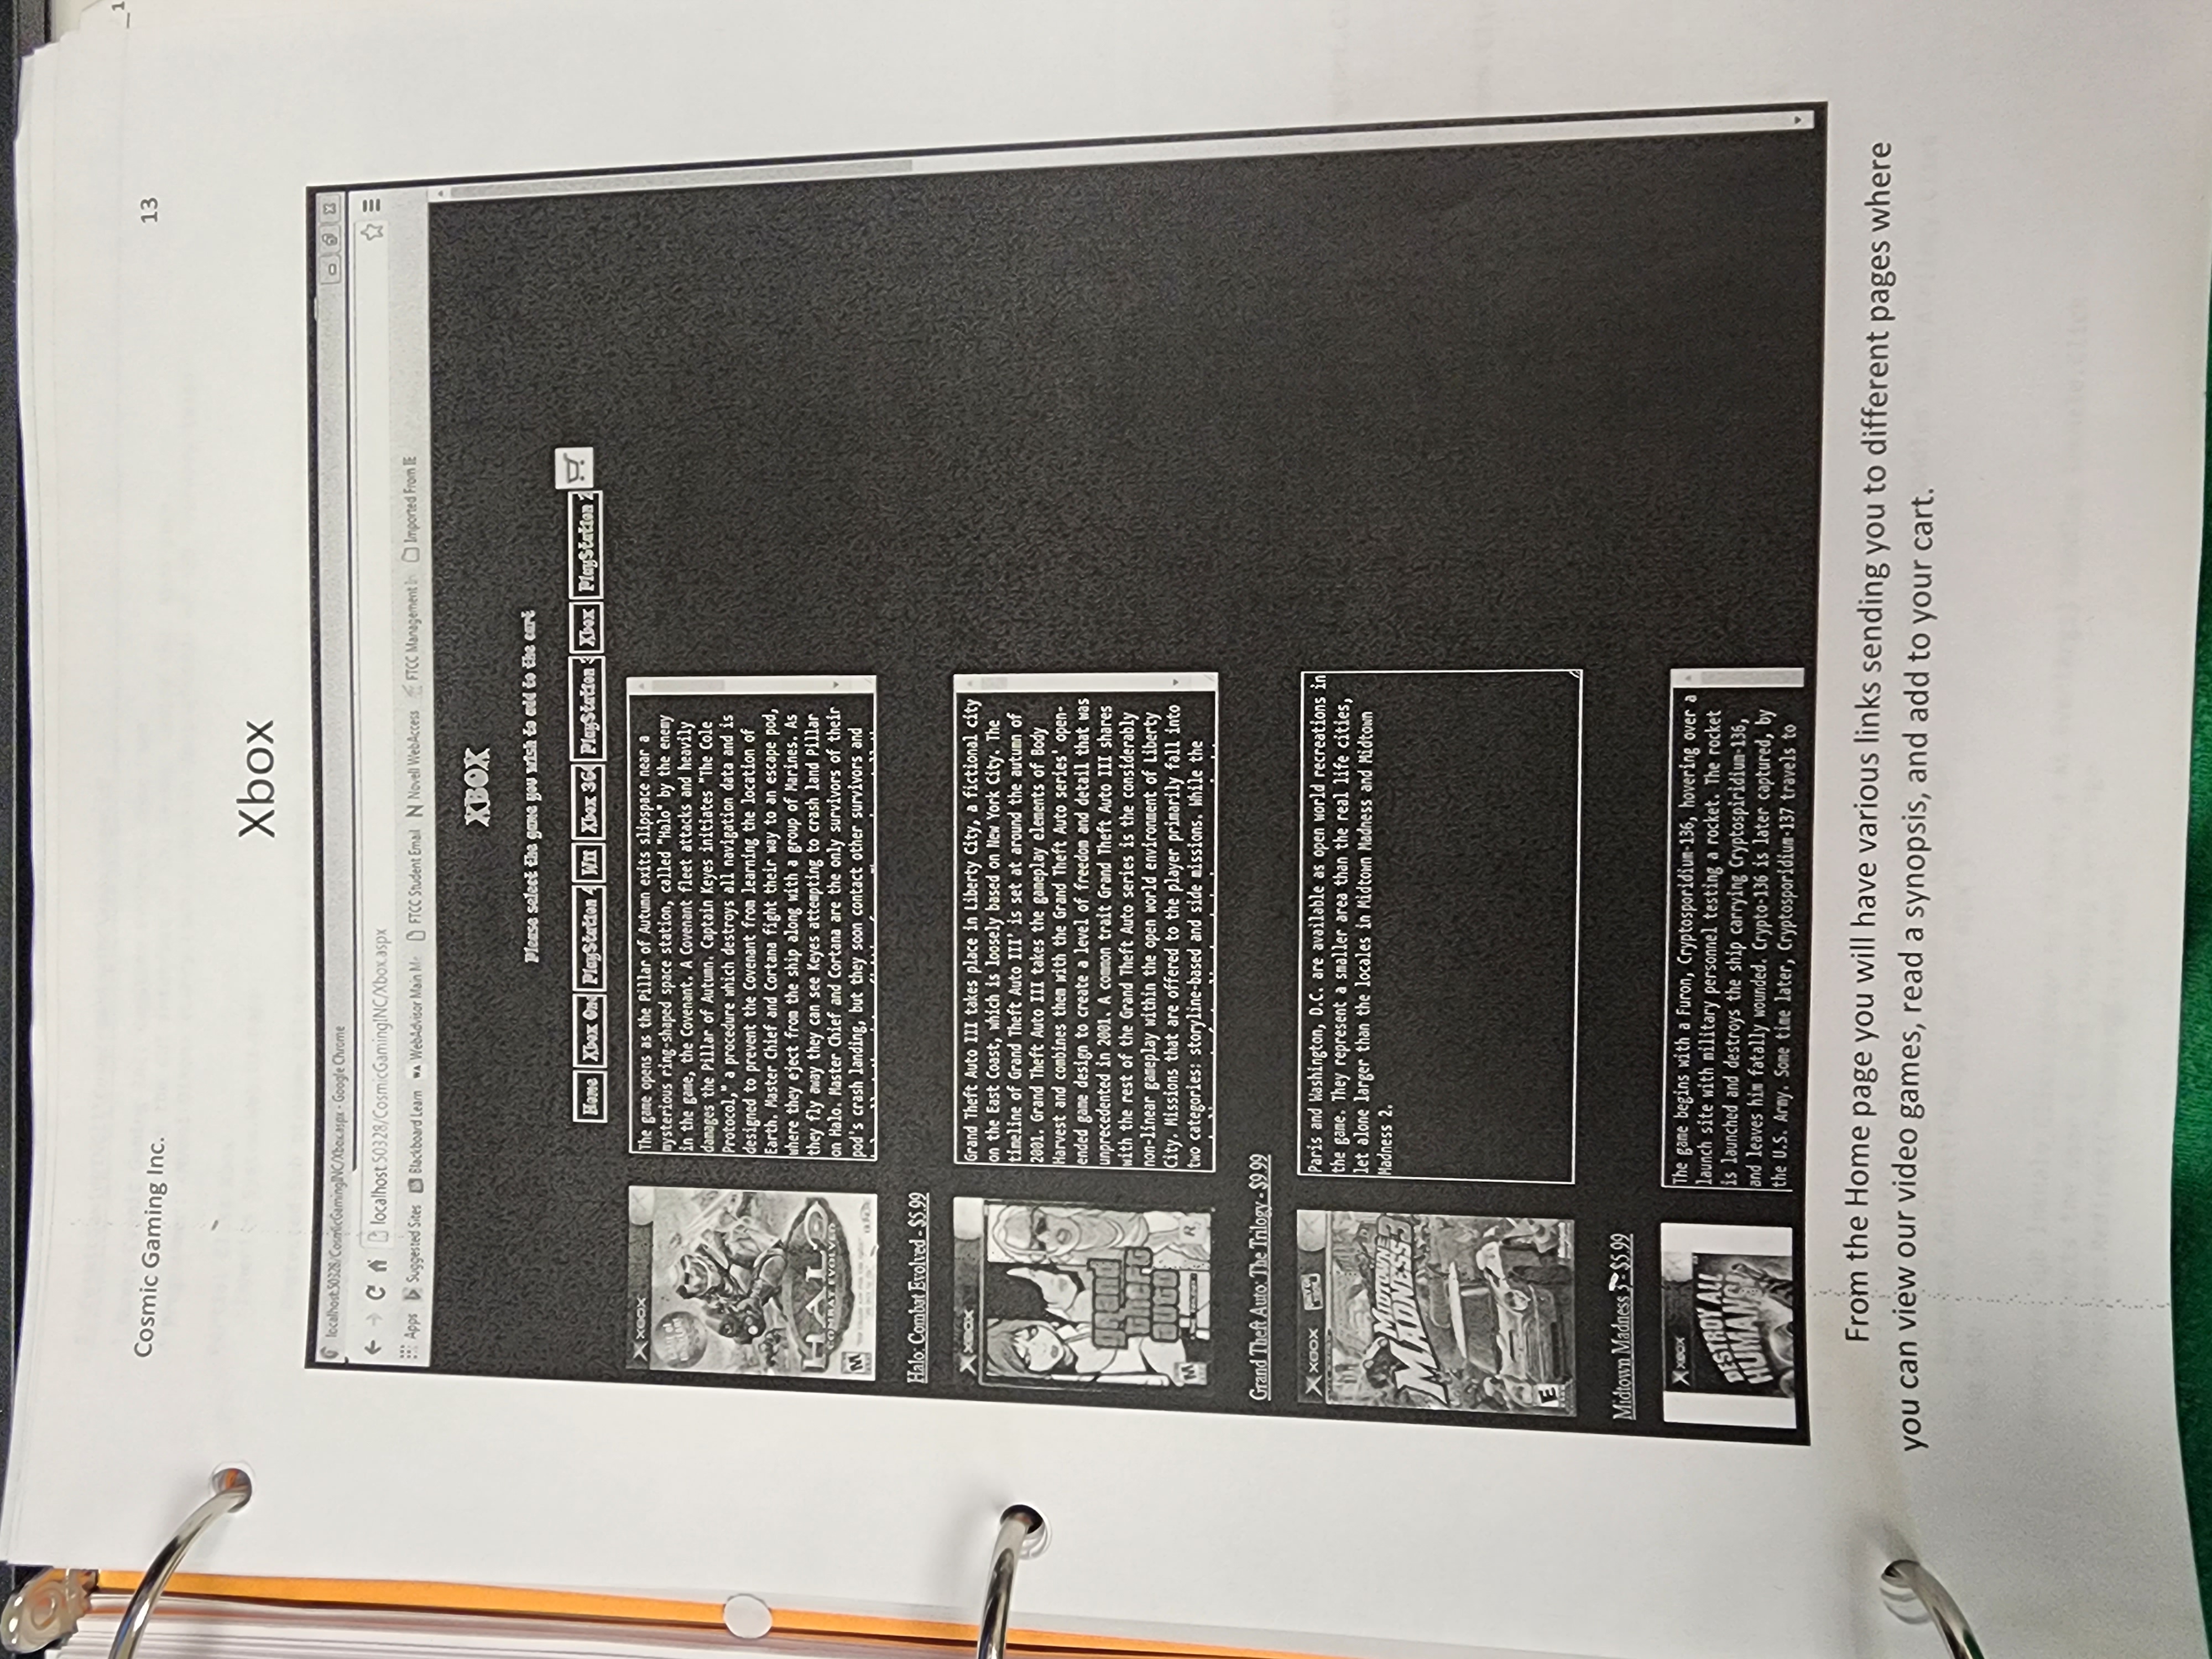 Cosmic Gaming Inc.
13
Xbox
localhost:50328/CosmicGamingINC/Xbox.aspx - Google Chrome
localhost:50328/CosmicGamingINC/Xbox.aspx
Apps Suggested Sites Blackboard Learn WA WebAdvisor Main M FTCC Student Email N Novell WebAccess FTCC Management In Imported From IE
XBOX
Please select the game you wish to add to the cart
Home Xbox One PlayStation 4 Wii Xbox 360 PlayStation 3 Xbox PlayStation 2
XBOX
HALO
COMBAT EVOLVED
M
The game opens as the Pillar of Autumn exits slipspace near a
mysterious ring-shaped space station, called "Halo" by the enemy
in the game, the Covenant. A Covenant fleet attacks and heavily
damages the Pillar of Autumn. Captain Keyes initiates "The Cole
Protocol," a procedure which destroys all navigation data and is
designed to prevent the Covenant from learning the location of
Earth. Master Chief and Cortana fight their way to an escape pod,
where they eject from the ship along with a group of Marines. As
they fly away they can see Keyes attempting to crash land Pillar
on Halo. Master Chief and Cortana are the only survivors of their
pod's crash landing, but they soon contact other survivors and
Halo: Combat Evolved - $5.99
XBOX
grand
theft
auto
M
R
Grand Theft Auto III takes place in Liberty City, a fictional city
on the East Coast, which is loosely based on New York City. The
timeline of Grand Theft Auto III' is set at around the autumn of
2001. Grand Theft Auto III takes the gameplay elements of Body
Harvest and combines them with the Grand Theft Auto series' open-
ended game design to create a level of freedom and detail that was
unprecedented in 2001. A common trait Grand Theft Auto III shares
with the rest of the Grand Theft Auto series is the considerably
non-linear gameplay within the open world environment of Liberty
City. Missions that are offered to the player primarily fall into
two categories: storyline-based and side missions. While the
Grand Theft Auto: The Trilogy - $9.99
XBOX
MIDTOWN
MADNESS 3
E
Paris and Washington, D.C. are available as open world recreations in
the game. They represent a smaller area than the real life cities,
let alone larger than the locales in Midtown Madness and Midtown
Madness 2.
Midtown Madness 3 - $5.99
XBOX
DESTROY ALL
HUMANS!
The game begins with a Furon, Cryptosporidium-136, hovering over a
launch site with military personnel testing a rocket. The rocket
is launched and destroys the ship carrying Cryptospiridium-136,
and leaves him fatally wounded. Crypto-136 is later captured, by
the U.S. Army. Some time later, Cryptosporidium-137 travels to
From the Home page you will have various links sending you to different pages where
you can view our video games, read a synopsis, and add to your cart.